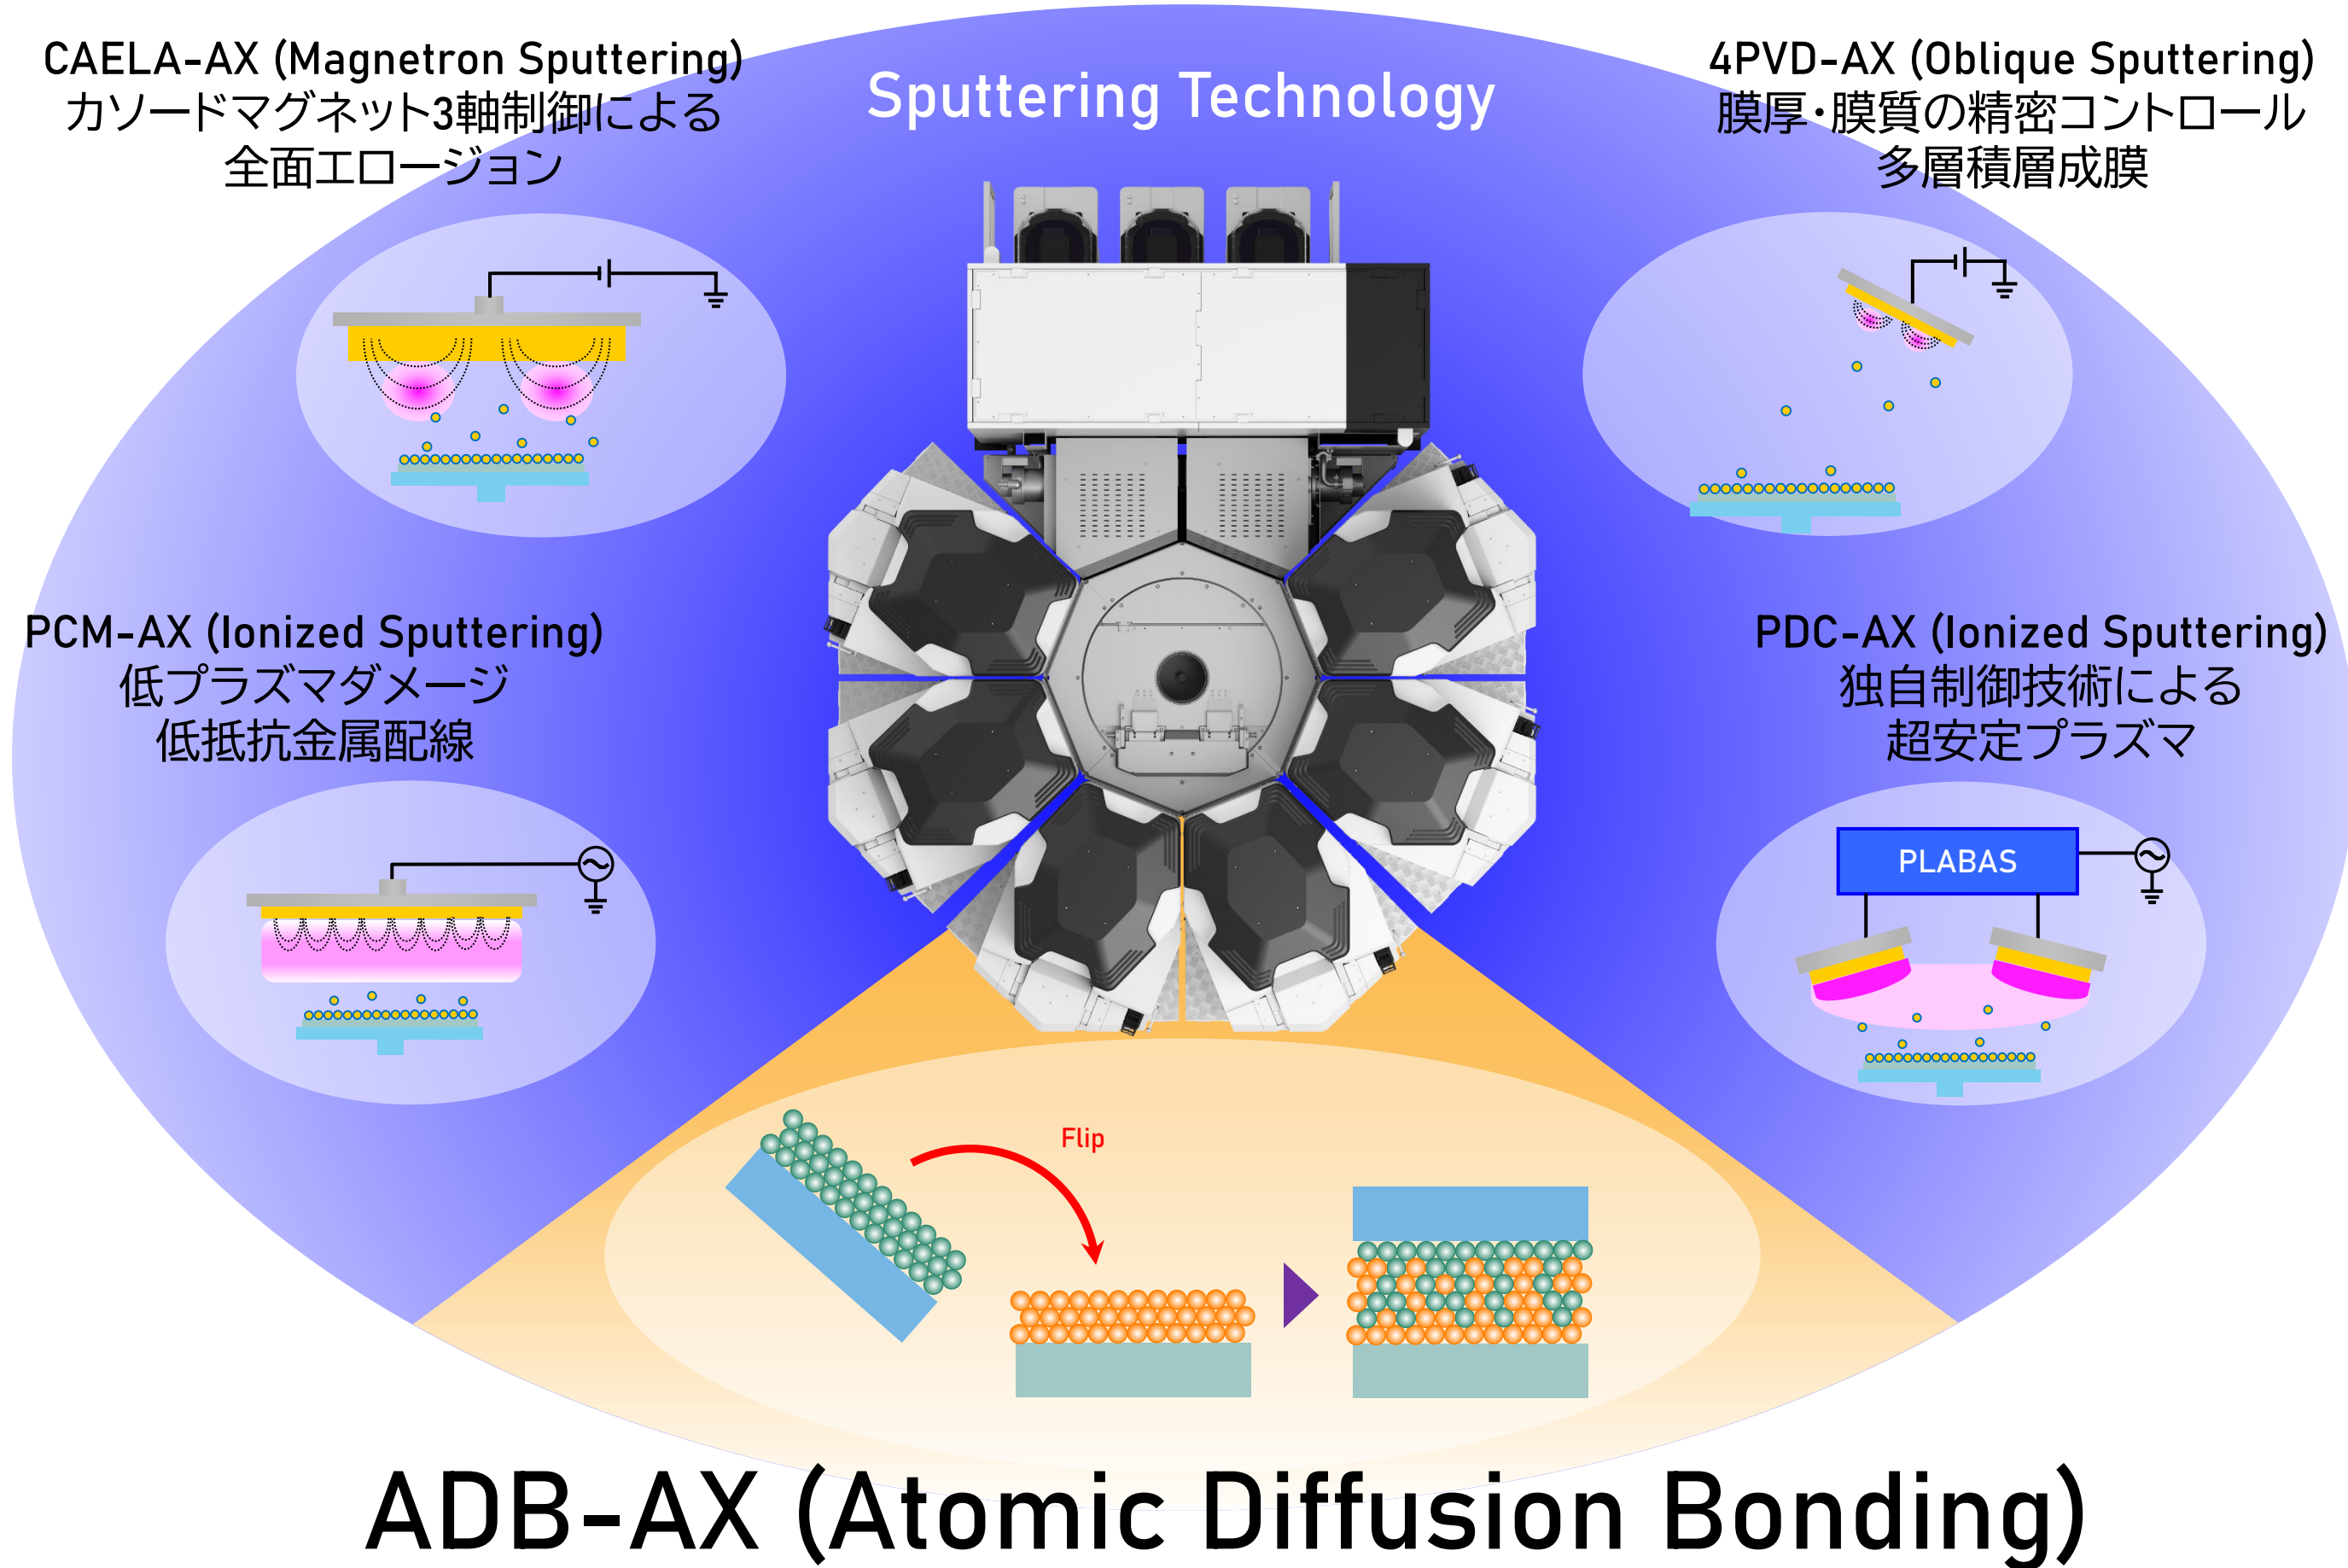 Sputtering Technology
CAELA-AX (Magnetron Sputtering)
カソードマグネット3軸制御による
全面エロージョン
4PVD-AX (Oblique Sputtering)
膜厚・膜質の精密コントロール
多層積層成膜
PCM-AX (Ionized Sputtering)
低プラズマダメージ
低抵抗金属配線
PDC-AX (Ionized Sputtering)
独自制御技術による
超安定プラズマ
PLABAS
Flip
ADB-AX (Atomic Diffusion Bonding)